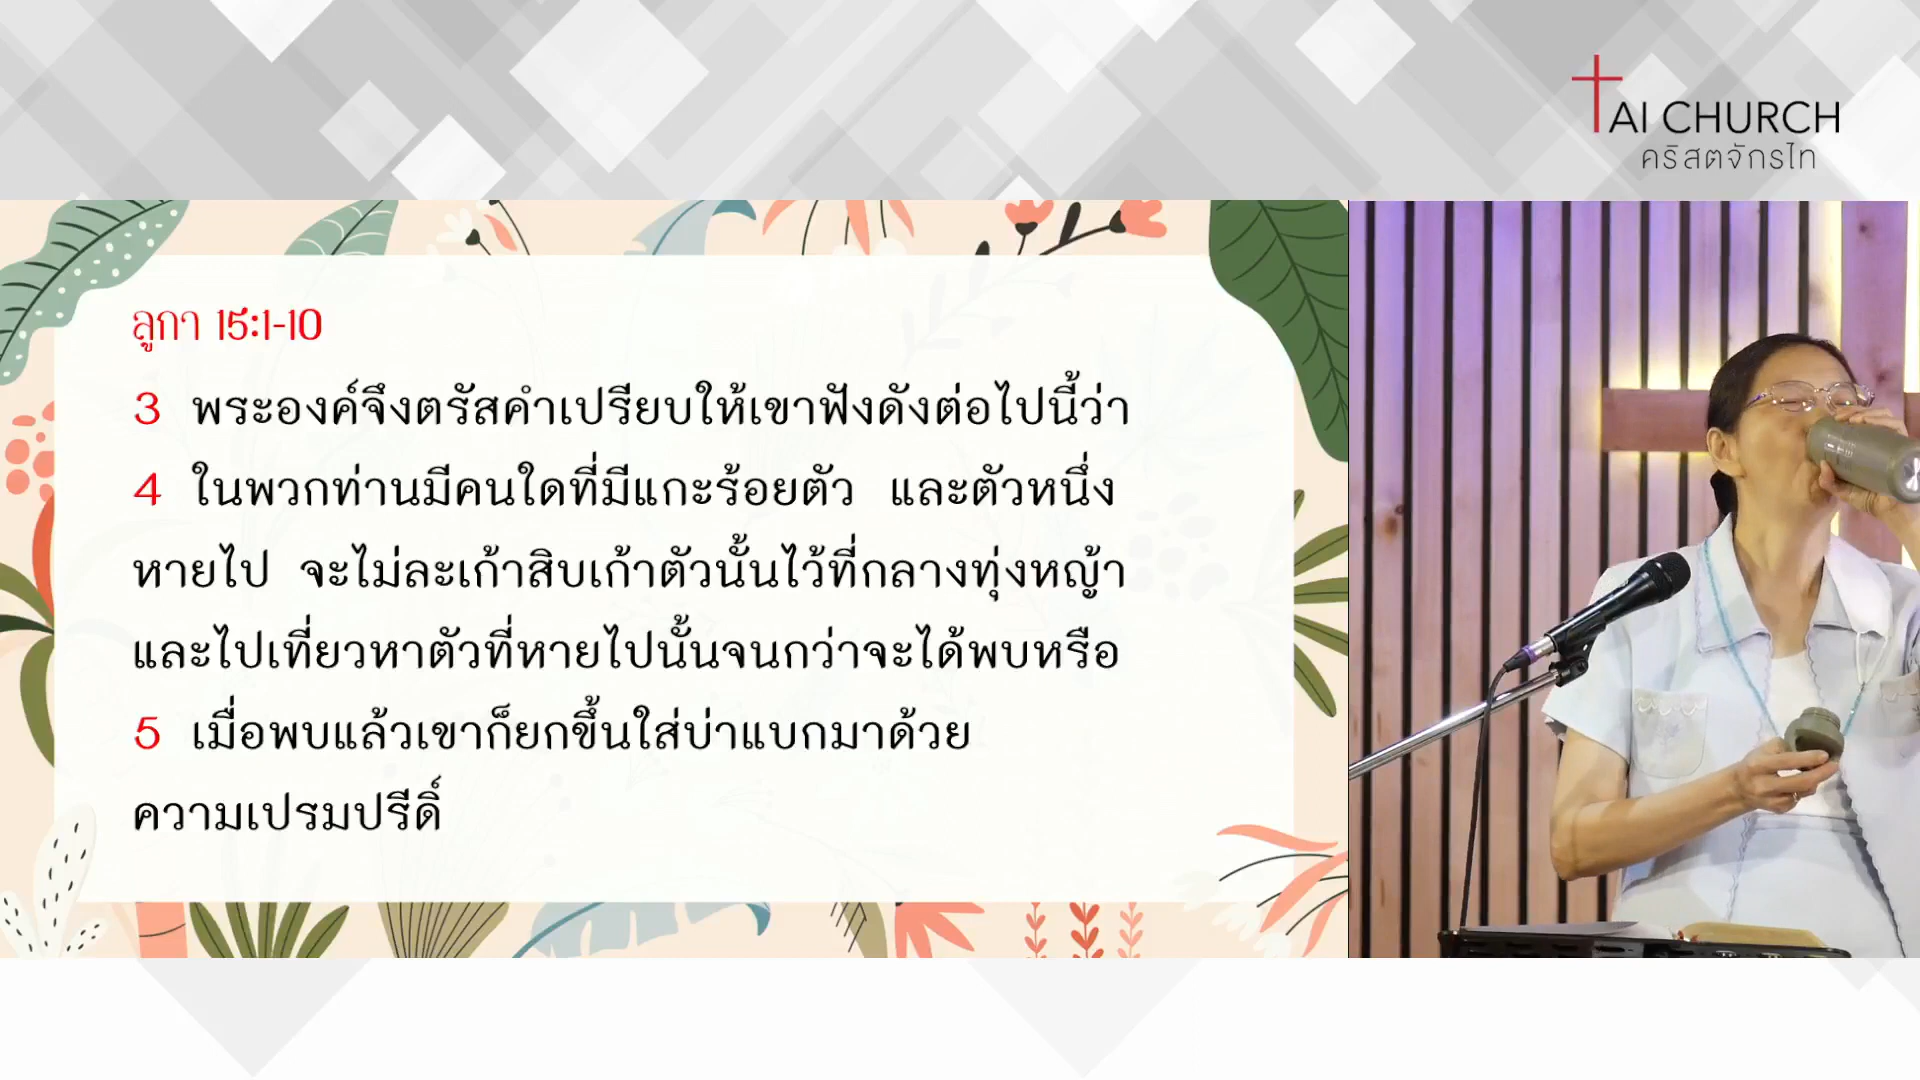 TAI CHURCH
คริสตจักรไท
ลูกา 15:1-10
3 พระองค์จึงตรัสคำเปรียบให้เขาฟังดังต่อไปนี้ว่า
4 ในพวกท่านมีคนใดที่มีแกะร้อยตัว และตัวหนึ่ง
หายไป จะไม่ละเก้าสิบเก้าตัวนั้นไว้ที่กลางทุ่งหญ้า
และไปเที่ยวหาตัวที่หายไปนั้นจนกว่าจะได้พบหรือ
5 เมื่อพบแล้วเขาก็ยกขึ้นใส่บ่าแบกมาด้วย
ความเปรมปรีดิ์